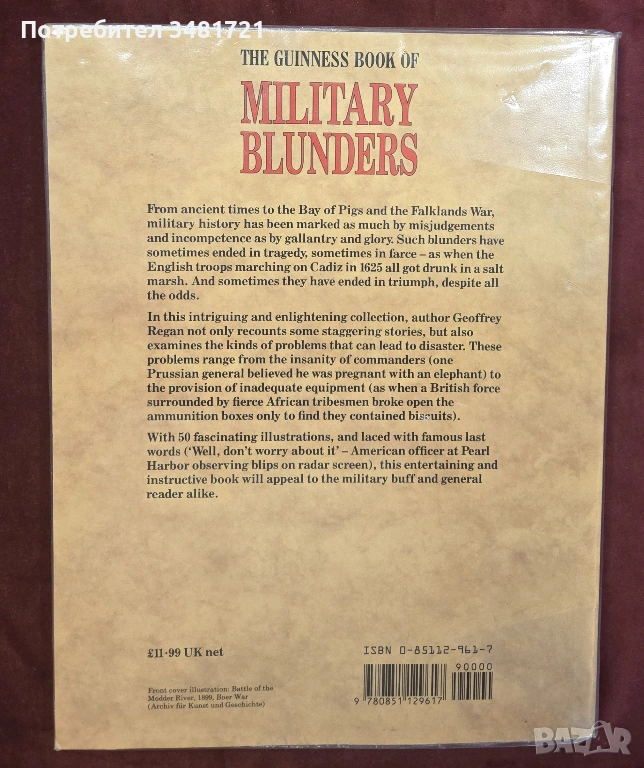 Потребител 3481721
THE GUINNESS BOOK OF
MILITARY
BLUNDERS
From ancient times to the Bay of Pigs and the Falklands War,
military history has been marked as much by misjudgements
and incompetence as by gallantry and glory. Such blunders have
sometimes ended in tragedy, sometimes in farce – as when the
English troops marching on Cadiz in 1625 all got drunk in a salt
marsh. And sometimes they have ended in triumph, despite all
the odds.
In this intriguing and enlightening collection, author Geoffrey
Regan not only recounts some staggering stories, but also
examines the kinds of problems that can lead to disaster. These
problems range from the insanity of commanders (one
Prussian general believed he was pregnant with an elephant) to
the provision of inadequate equipment (as when a British force
surrounded by fierce African tribesmen broke open the
ammunition boxes only to find they contained biscuits).
With 50 fascinating illustrations, and laced with famous last
words (‘Well, don’t worry about it’ – American officer at Pearl
Harbor observing blips on radar screen), this entertaining and
instructive book will appeal to the military buff and general
reader alike.
£11·99 UK net
ISBN 0-85112-961-7
90000
Front cover illustration: Battle of the
Modder River, 1899, Boer War
(Archiv für Kunst und Geschichte)
9 780851 129617
BAZAR